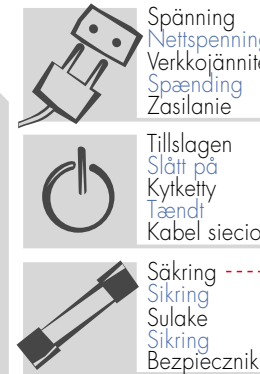 Spänning
Nettspenning
Verkkojännite
Spænding
Zasilanie
Tillslagen
Slått på
Kytketty
Tændt
Kabel siecio
Säkring
Sikring
Sulake
Sikring
Bezpiecznik